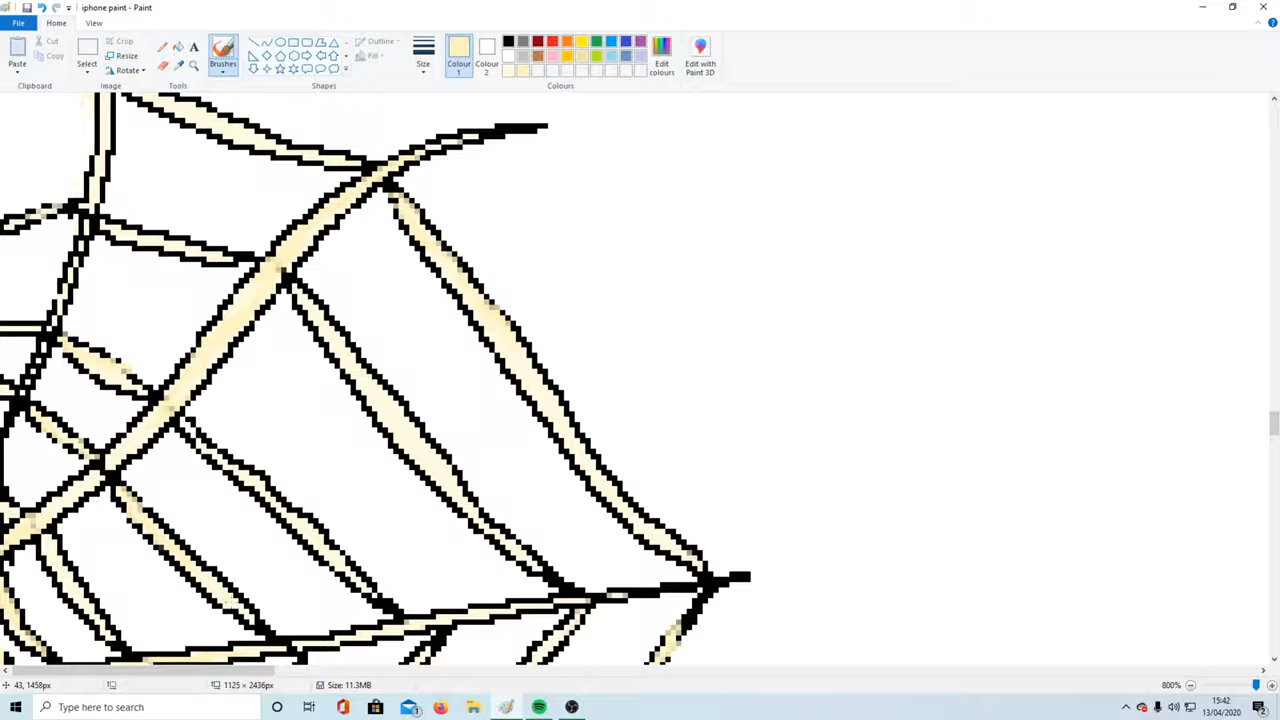 iphone paint - Paint
File Home View
Paste
Cut
Copy
Clipboard
Select
Crop
Resize
Rotate
Image
A
Tools
Brushes
Outline
Fill
Shapes
Size
Colour 1
Colour 2
Edit colours
Edit with Paint 3D
Colours
43, 1458px
1125 × 2436px
Size: 11.3MB
800%
Type here to search
15:42
13/04/2020